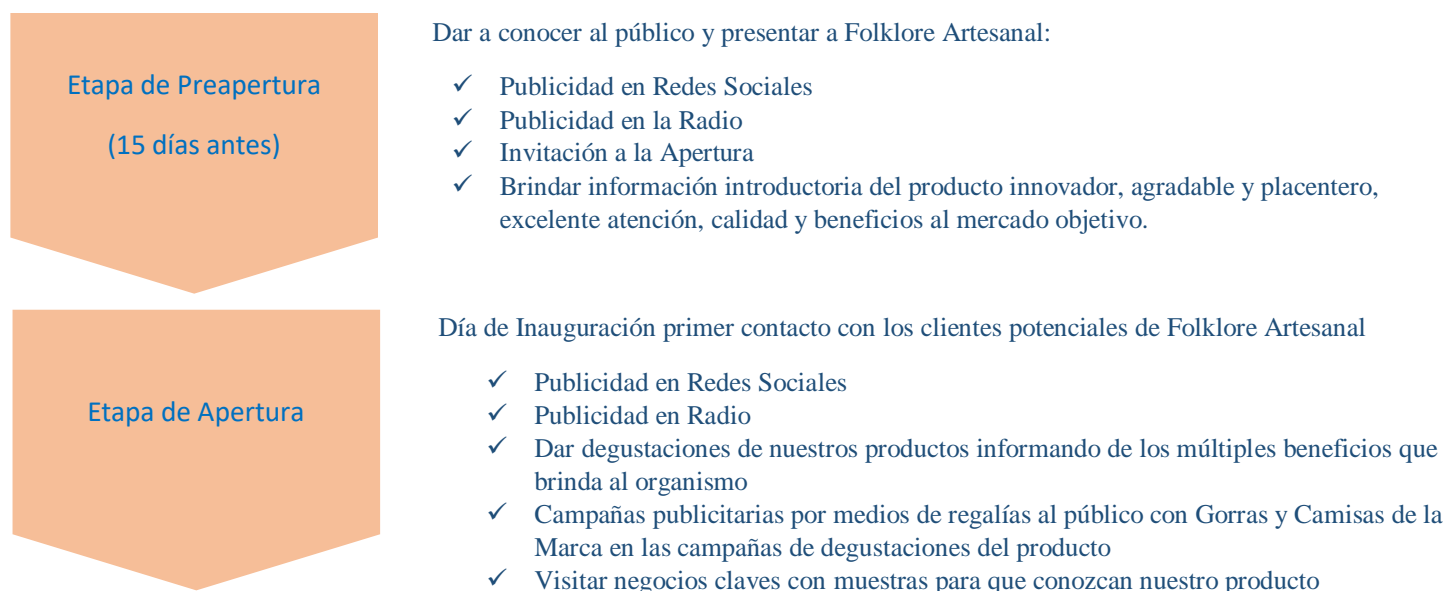 Etapa de Preapertura
(15 días antes)
Dar a conocer al público y presentar a Folklore Artesanal:
✓ Publicidad en Redes Sociales
✓ Publicidad en la Radio
✓ Invitación a la Apertura
✓ Brindar información introductoria del producto innovador, agradable y placentero,
excelente atención, calidad y beneficios al mercado objetivo.
Etapa de Apertura
Día de Inauguración primer contacto con los clientes potenciales de Folklore Artesanal
✓ Publicidad en Redes Sociales
✓ Publicidad en Radio
✓ Dar degustaciones de nuestros productos informando de los múltiples beneficios que
brinda al organismo
✓ Campañas publicitarias por medios de regalías al público con Gorras y Camisas de la
Marca en las campañas de degustaciones del producto
✓ Visitar negocios claves con muestras para que conozcan nuestro producto